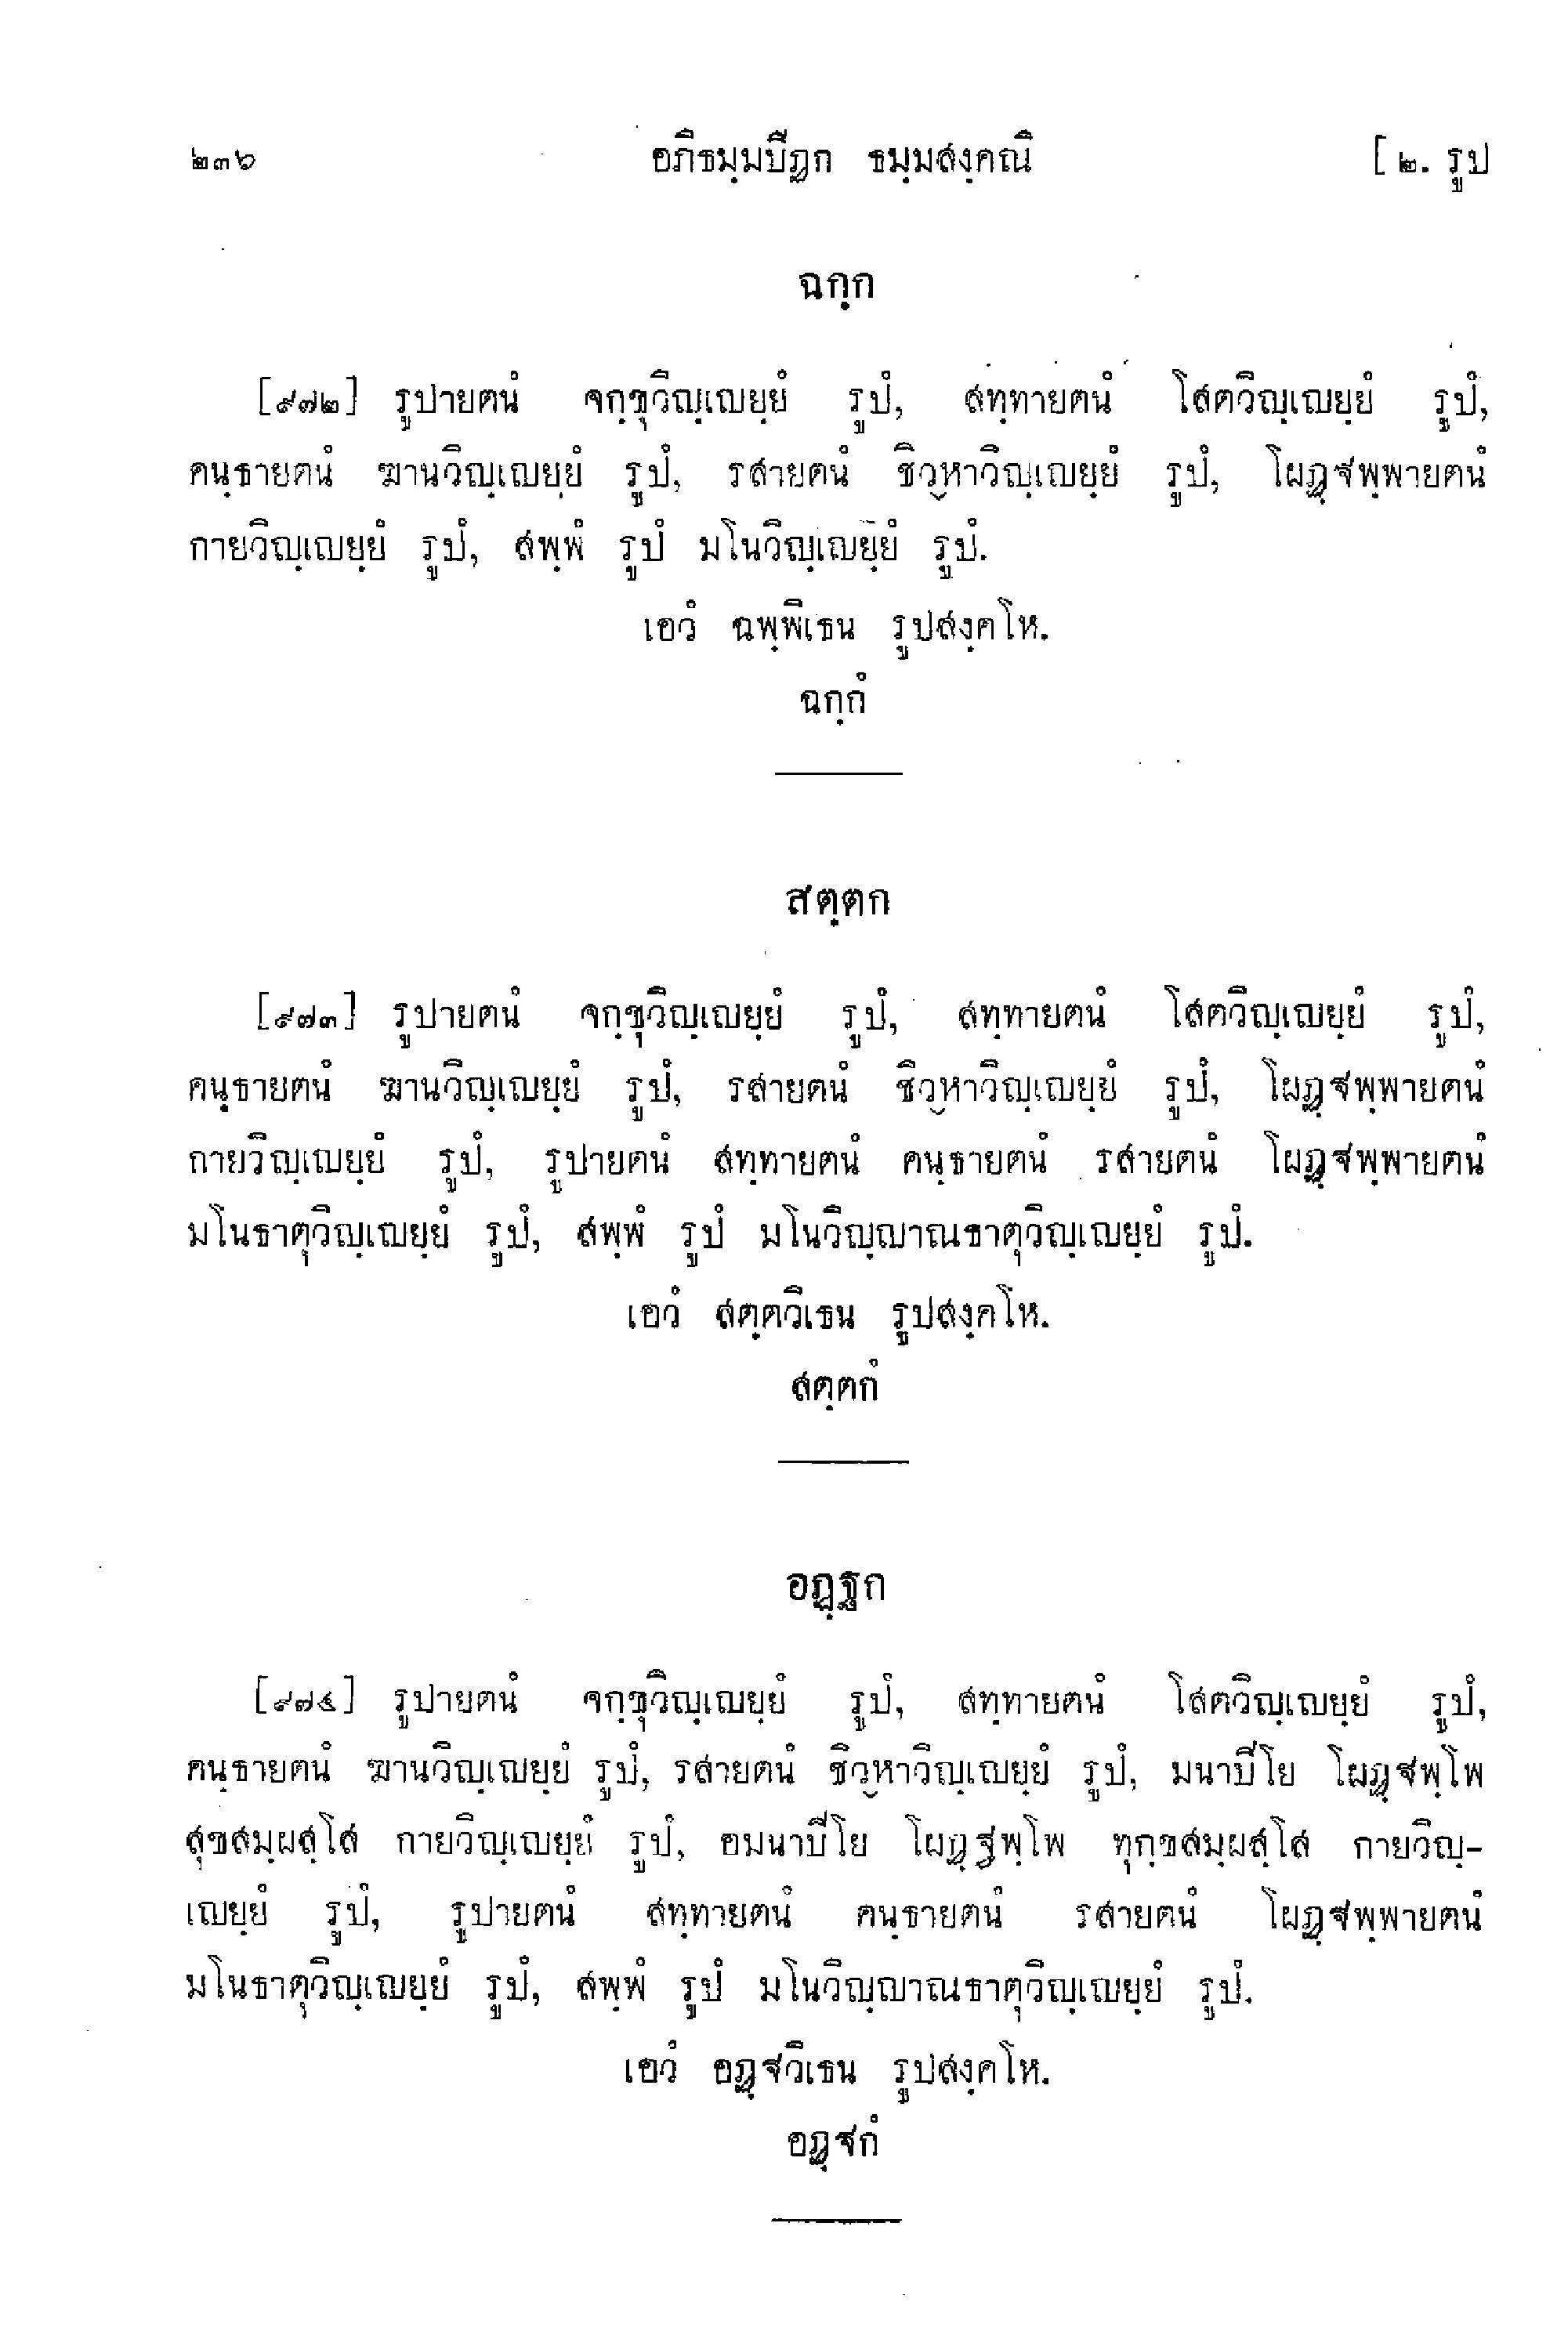 ๒๓๖ อภิธมฺมปิฏก ธมฺมสงฺคณิ [ ๒. รูป
ฉกฺก
[๙๗๒] รูปายตนํ จกฺขุวิญฺเญยฺยํ รูปํ, สทฺทายตนํ โสตวิญฺเญยฺยํ รูปํ,
คนฺธายตนํ ฆานวิญฺเญยฺยํ รูปํ, รสายตนํ ชิวฺหาวิญฺเญยฺยํ รูปํ, โผฏฺฐพฺพายตนํ
กายวิญฺเญยฺยํ รูปํ, สพฺพํ รูปํ มโนวิญฺเญยฺยํ รูปํ.
เอวํ ฉพฺพิเธน รูปสงฺคโห.
ฉกฺกํ
สตฺตก
[๙๗๓] รูปายตนํ จกฺขุวิญฺเญยฺยํ รูปํ, สทฺทายตนํ โสตวิญฺเญยฺยํ รูปํ,
คนฺธายตนํ ฆานวิญฺเญยฺยํ รูปํ, รสายตนํ ชิวฺหาวิญฺเญยฺยํ รูปํ, โผฏฺฐพฺพายตนํ
กายวิญฺเญยฺยํ รูปํ, รูปายตนํ สทฺทายตนํ คนฺธายตนํ รสายตนํ โผฏฺฐพฺพายตนํ
มโนธาตุวิญฺเญยฺยํ รูปํ, สพฺพํ รูปํ มโนวิญฺญาณธาตุวิญฺเญยฺยํ รูปํ.
เอวํ สตฺตวิเธน รูปสงฺคโห.
สตฺตกํ
อฏฺฐก
[๙๗๔] รูปายตนํ จกฺขุวิญฺเญยฺยํ รูปํ, สทฺทายตนํ โสตวิญฺเญยฺยํ รูปํ,
คนฺธายตนํ ฆานวิญฺเญยฺยํ รูปํ, รสายตนํ ชิวฺหาวิญฺเญยฺยํ รูปํ, มนาปิโย โผฏฺฐพฺโพ
สุขสมฺผสฺโส กายวิญฺเญยฺยํ รูปํ, อมนาปิโย โผฏฺฐพฺโพ ทุกฺขสมฺผสฺโส กายวิญฺ-
เญยฺยํ รูปํ, รูปายตนํ สทฺทายตนํ คนฺธายตนํ รสายตนํ โผฏฺฐพฺพายตนํ
มโนธาตุวิญฺเญยฺยํ รูปํ, สพฺพํ รูปํ มโนวิญฺญาณธาตุวิญฺเญยฺยํ รูปํ.
เอวํ อฏฺฐวิเธน รูปสงฺคโห.
อฏฺฐกํ